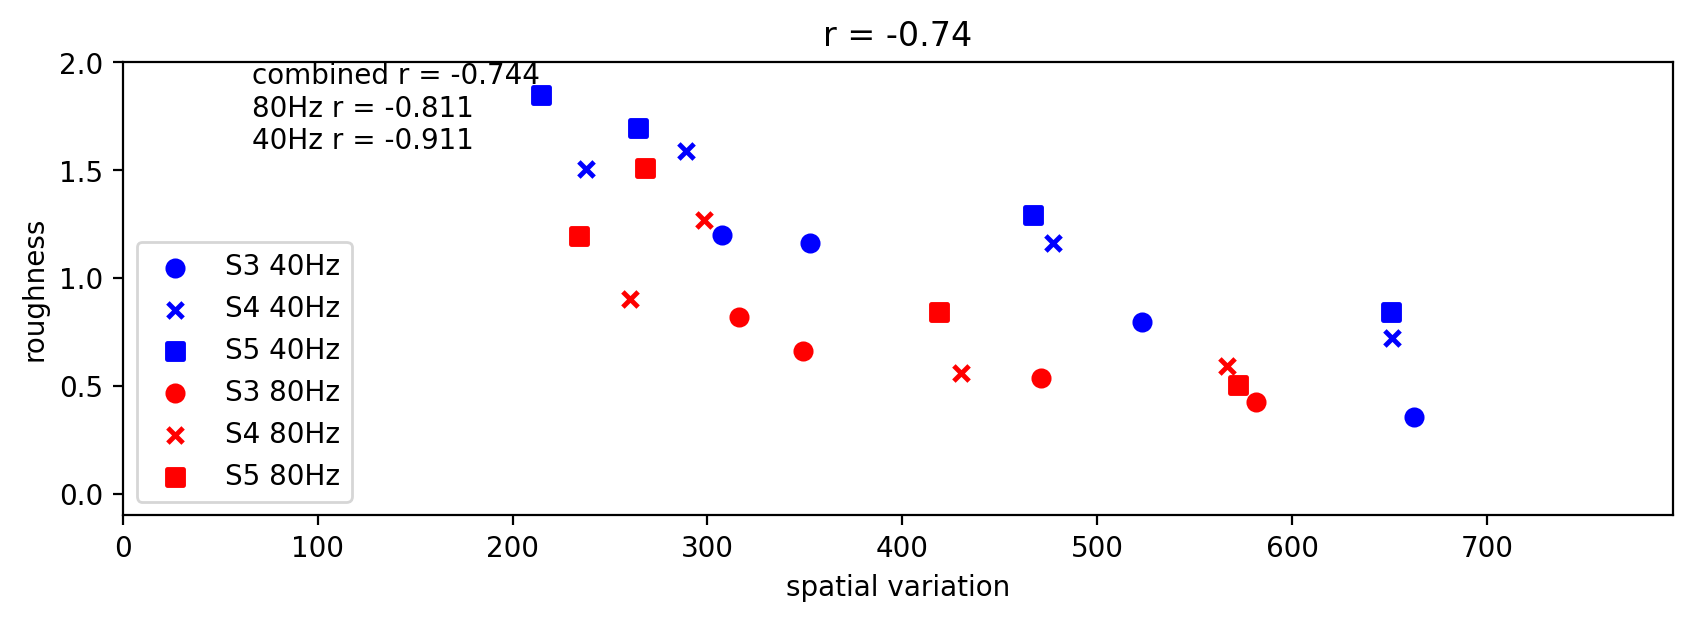 r = -0.74
combined r = -0.744
80Hz r = -0.811
40Hz r = -0.911
2.0
1.5
1.0
0.5
0.0
roughness
S3 40Hz
S4 40Hz
S5 40Hz
S3 80Hz
S4 80Hz
S5 80Hz
0 100 200 300 400 500 600 700
spatial variation